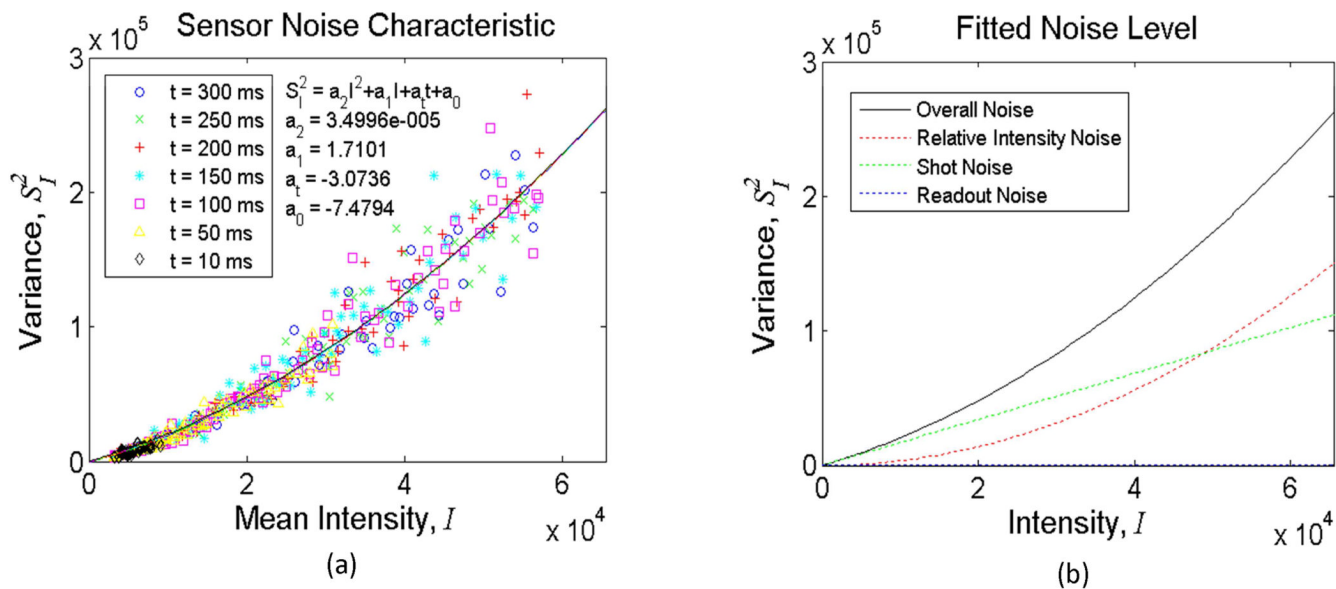 Sensor Noise Characteristic
x 10^5
3
2
1
0
Variance, S_I^2
t = 300 ms
t = 250 ms
t = 200 ms
t = 150 ms
t = 100 ms
t = 50 ms
t = 10 ms
S_I^2 = a_2I^2+a_1I+a_tt+a_0
a_2 = 3.4996e-005
a_1 = 1.7101
a_t = -3.0736
a_0 = -7.4794
0 2 4 6
x 10^4
Mean Intensity, I
(a)
Fitted Noise Level
x 10^5
3
2
1
0
Variance, S_I^2
Overall Noise
Relative Intensity Noise
Shot Noise
Readout Noise
0 2 4 6
x 10^4
Intensity, I
(b)